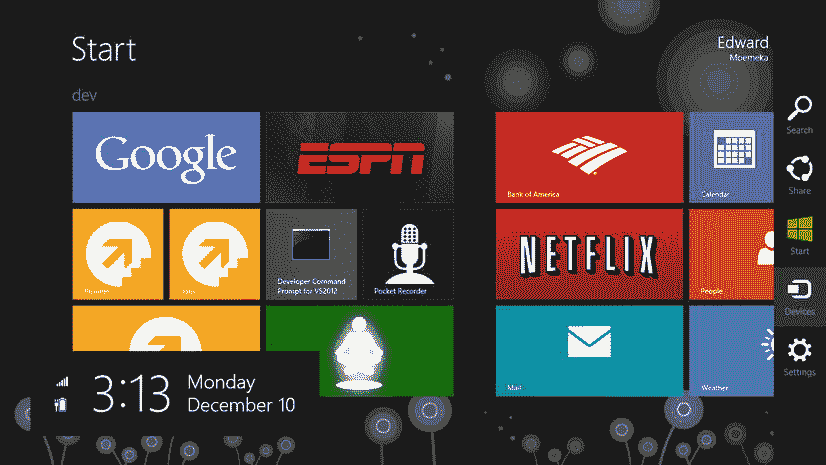 Start
Edward
Moemeka
dev
Google
ESPN
Bank of America
Calendar
Search
Share
Start
Devices
Settings
Developer Command
Prompt for VS2012
Pocket Recorder
NETFLIX
People
Mail
Weather
3:13
Monday
December 10